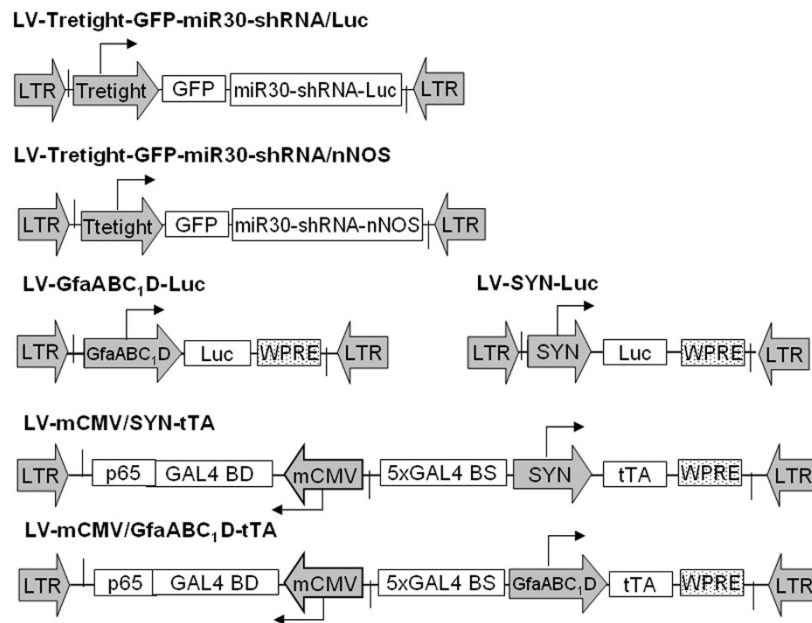 LV-Tretight-GFP-miR30-shRNA/Luc
LTR Tretight GFP miR30-shRNA-Luc LTR
LV-Tretight-GFP-miR30-shRNA/nNOS
LTR Ttetight GFP miR30-shRNA-nNOS LTR
LV-GfaABC₁D-Luc
LTR GfaABC₁D Luc WPRE LTR
LV-SYN-Luc
LTR SYN Luc WPRE LTR
LV-mCMV/SYN-tTA
LTR p65 GAL4 BD mCMV 5xGAL4 BS SYN tTA WPRE LTR
LV-mCMV/GfaABC₁D-tTA
LTR p65 GAL4 BD mCMV 5xGAL4 BS GfaABC₁D tTA WPRE LTR